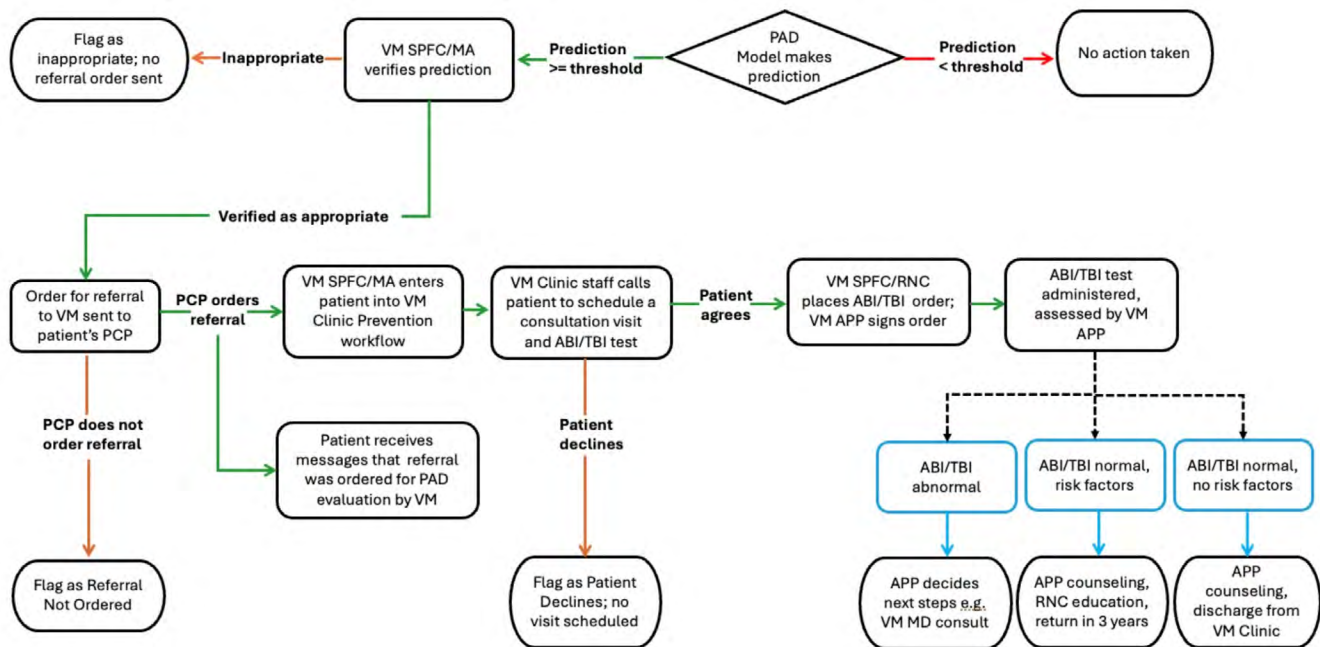 Flag as
inappropriate; no
referral order sent
Inappropriate
VM SPFC/MA
verifies prediction
Prediction
>= threshold
PAD
Model makes
prediction
Prediction
< threshold
No action taken
Verified as appropriate
Order for referral
to VM sent to
patient's PCP
PCP orders
referral
VM SPFC/MA enters
patient into VM
Clinic Prevention
workflow
VM Clinic staff calls
patient to schedule a
consultation visit
and ABI/TBI test
Patient
agrees
VM SPFC/RNC
places ABI/TBI order;
VM APP signs order
ABI/TBI test
administered,
assessed by VM
APP
PCP does not
order referral
Patient receives
messages that referral
was ordered for PAD
evaluation by VM
Patient
declines
ABI/TBI
abnormal
ABI/TBI normal,
risk factors
ABI/TBI normal,
no risk factors
Flag as Referral
Not Ordered
Flag as Patient
Declines; no
visit scheduled
APP decides
next steps e.g.
VM MD consult
APP counseling,
RNC education,
return in 3 years
APP
counseling,
discharge from
VM Clinic